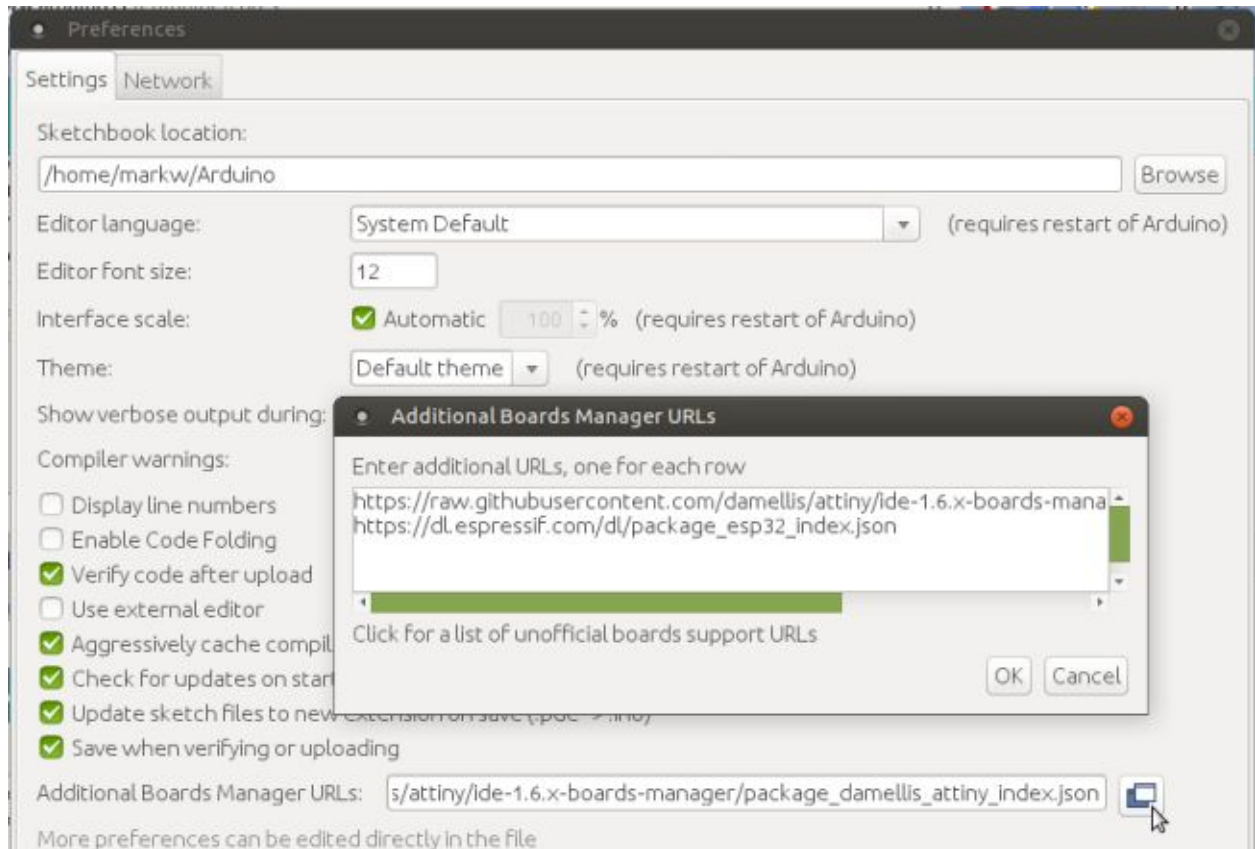 Preferences
Settings Network
Sketchbook location:
/home/markw/Arduino Browse
Editor language: System Default (requires restart of Arduino)
Editor font size: 12
Interface scale: Automatic 100 % (requires restart of Arduino)
Theme: Default theme (requires restart of Arduino)
Show verbose output during:
Compiler warnings:
Display line numbers
Enable Code Folding
Verify code after upload
Use external editor
Aggressively cache compil
Check for updates on start
Update sketch files to new extension on save (.pde -> .ino)
Save when verifying or uploading
Additional Boards Manager URLs: s/attiny/ide-1.6.x-boards-manager/package_damellis_attiny_index.json
More preferences can be edited directly in the file
Additional Boards Manager URLs
Enter additional URLs, one for each row
https://raw.githubusercontent.com/damellis/attiny/ide-1.6.x-boards-mana
https://dl.espressif.com/dl/package_esp32_index.json
Click for a list of unofficial boards support URLs
OK Cancel